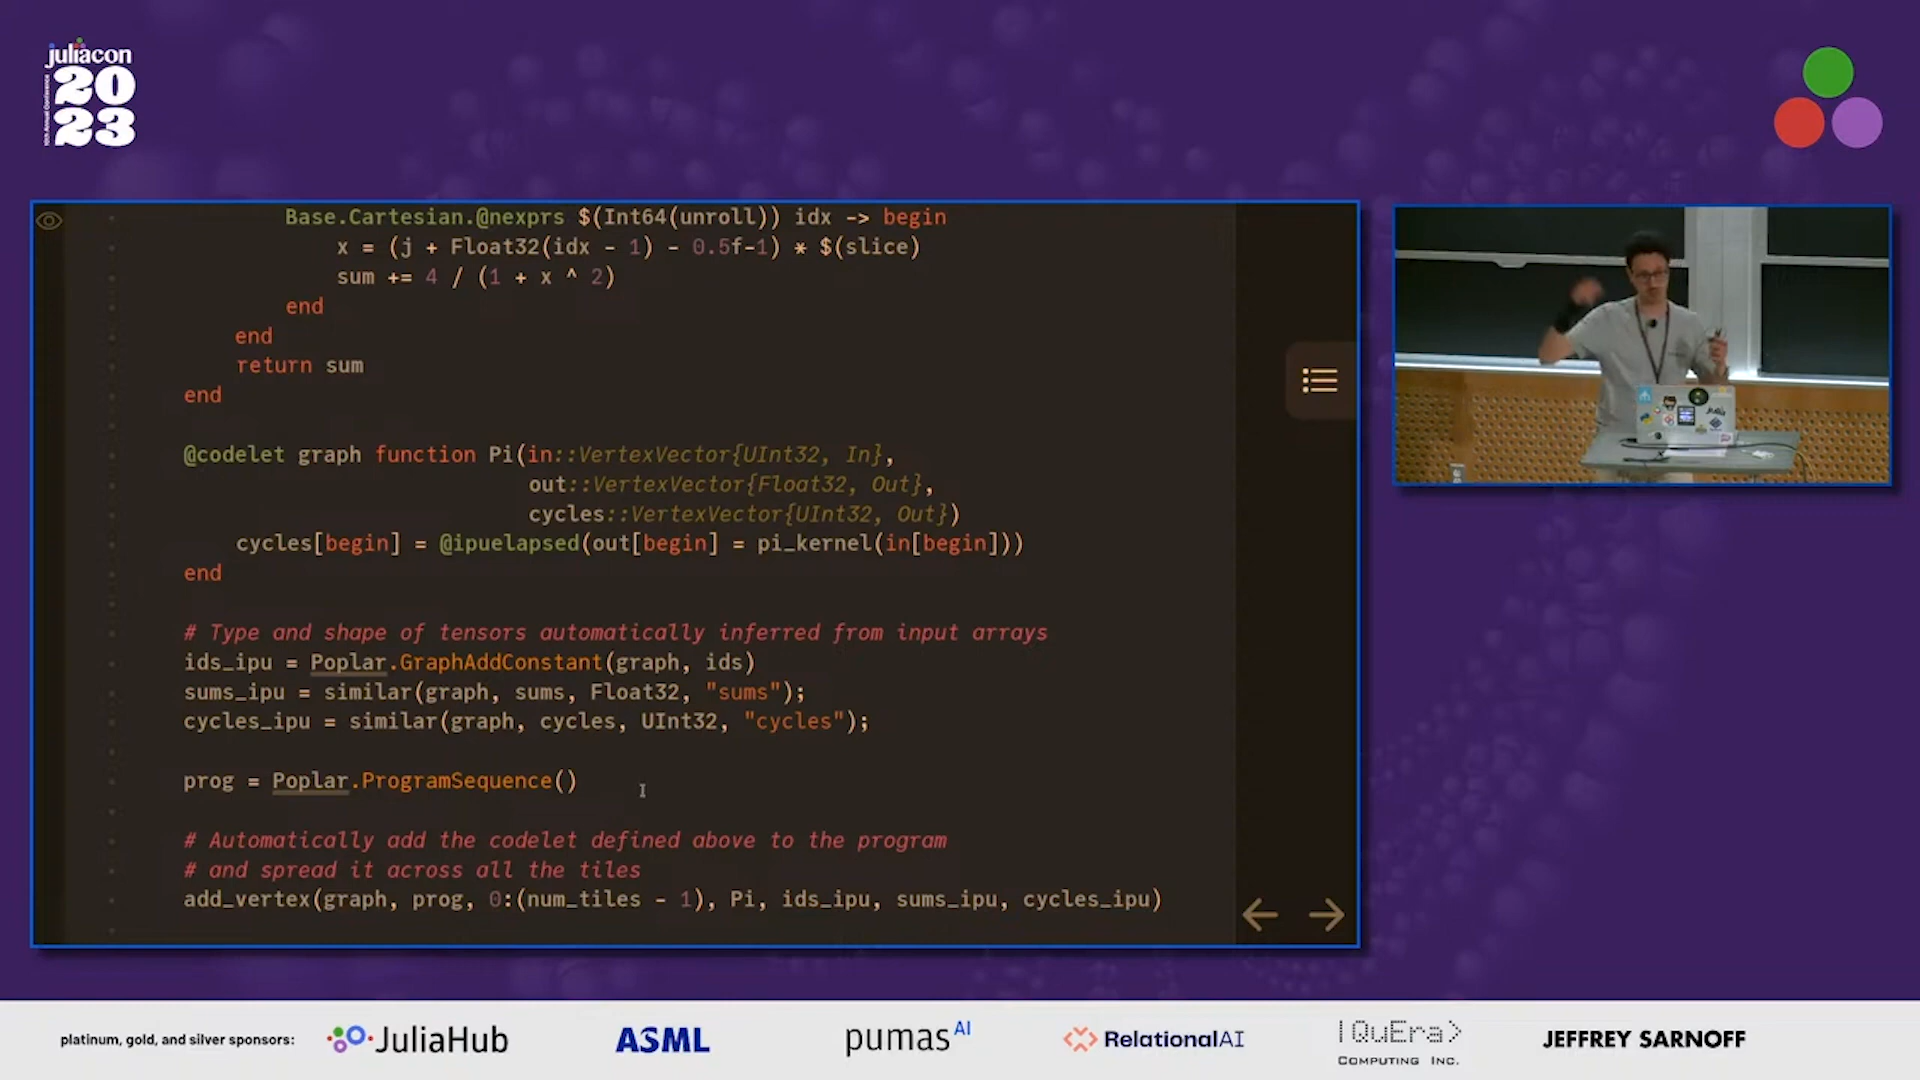 juliacon
2023
10th Annual Conference
Base.Cartesian.@nexprs $(Int64(unroll)) idx -> begin
x = (j + Float32(idx - 1) - 0.5f-1) * $(slice)
sum += 4 / (1 + x ^ 2)
end
end
return sum
end
@codelet graph function Pi(in::VertexVector{UInt32, In},
out::VertexVector{Float32, Out},
cycles::VertexVector{UInt32, Out})
cycles[begin] = @ipuelapsed(out[begin] = pi_kernel(in[begin]))
end
# Type and shape of tensors automatically inferred from input arrays
ids_ipu = Poplar.GraphAddConstant(graph, ids)
sums_ipu = similar(graph, sums, Float32, "sums");
cycles_ipu = similar(graph, cycles, UInt32, "cycles");
prog = Poplar.ProgramSequence()
# Automatically add the codelet defined above to the program
# and spread it across all the tiles
add_vertex(graph, prog, 0:(num_tiles - 1), Pi, ids_ipu, sums_ipu, cycles_ipu)
platinum, gold, and silver sponsors:
JuliaHub
ASML
pumasAI
RelationalAI
|QuEra>
COMPUTING INC.
JEFFREY SARNOFF